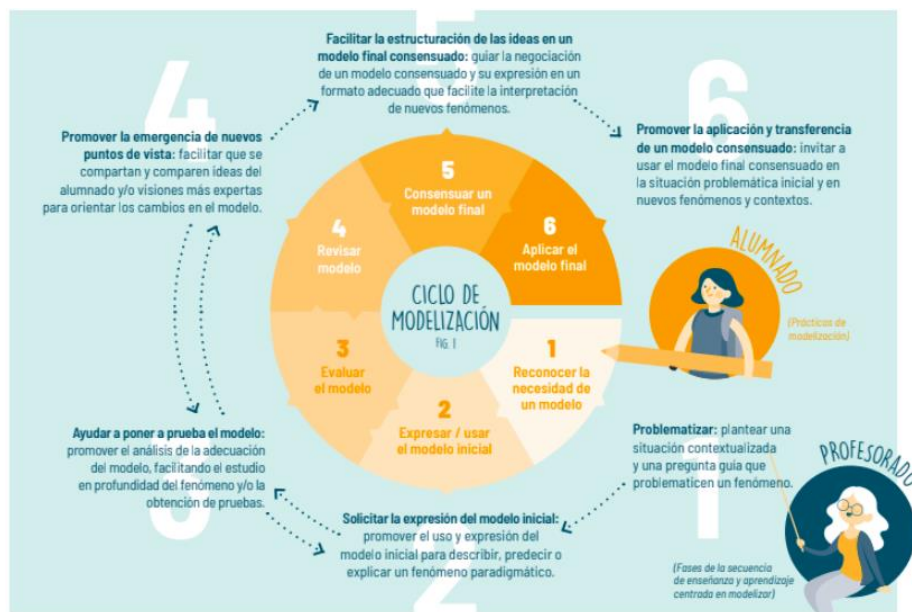 5
Facilitar la estructuración de las ideas en un
modelo final consensuado: guiar la negociación
de un modelo consensuado y su expresión en un
formato adecuado que facilite la interpretación
de nuevos fenómenos.
4
Promover la emergencia de nuevos
puntos de vista: facilitar que se
compartan y comparen ideas del
alumnado y/o visiones más expertas
para orientar los cambios en el modelo.
6
Promover la aplicación y transferencia
de un modelo consensuado: invitar a
usar el modelo final consensuado en
la situación problemática inicial y en
nuevos fenómenos y contextos.
5
Consensuar un
modelo final
4
Revisar
modelo
6
Aplicar el
modelo final
CICLO DE
MODELIZACIÓN
FIG. 1
ALUMNADO
(Prácticas de
modelización)
3
Evaluar
el modelo
1
Reconocer la
necesidad de
un modelo
2
Expresar / usar
el modelo inicial
3
Ayudar a poner a prueba el modelo:
promover el análisis de la adecuación
del modelo, facilitando el estudio
en profundidad del fenómeno y/o la
obtención de pruebas.
1
Problematizar: plantear una
situación contextualizada
y una pregunta guía que
problematicen un fenómeno.
PROFESORADO
2
Solicitar la expresión del modelo inicial:
promover el uso y expresión del
modelo inicial para describir, predecir o
explicar un fenómeno paradigmático.
(Fases de la secuencia
de enseñanza y aprendizaje
centrada en modelizar)